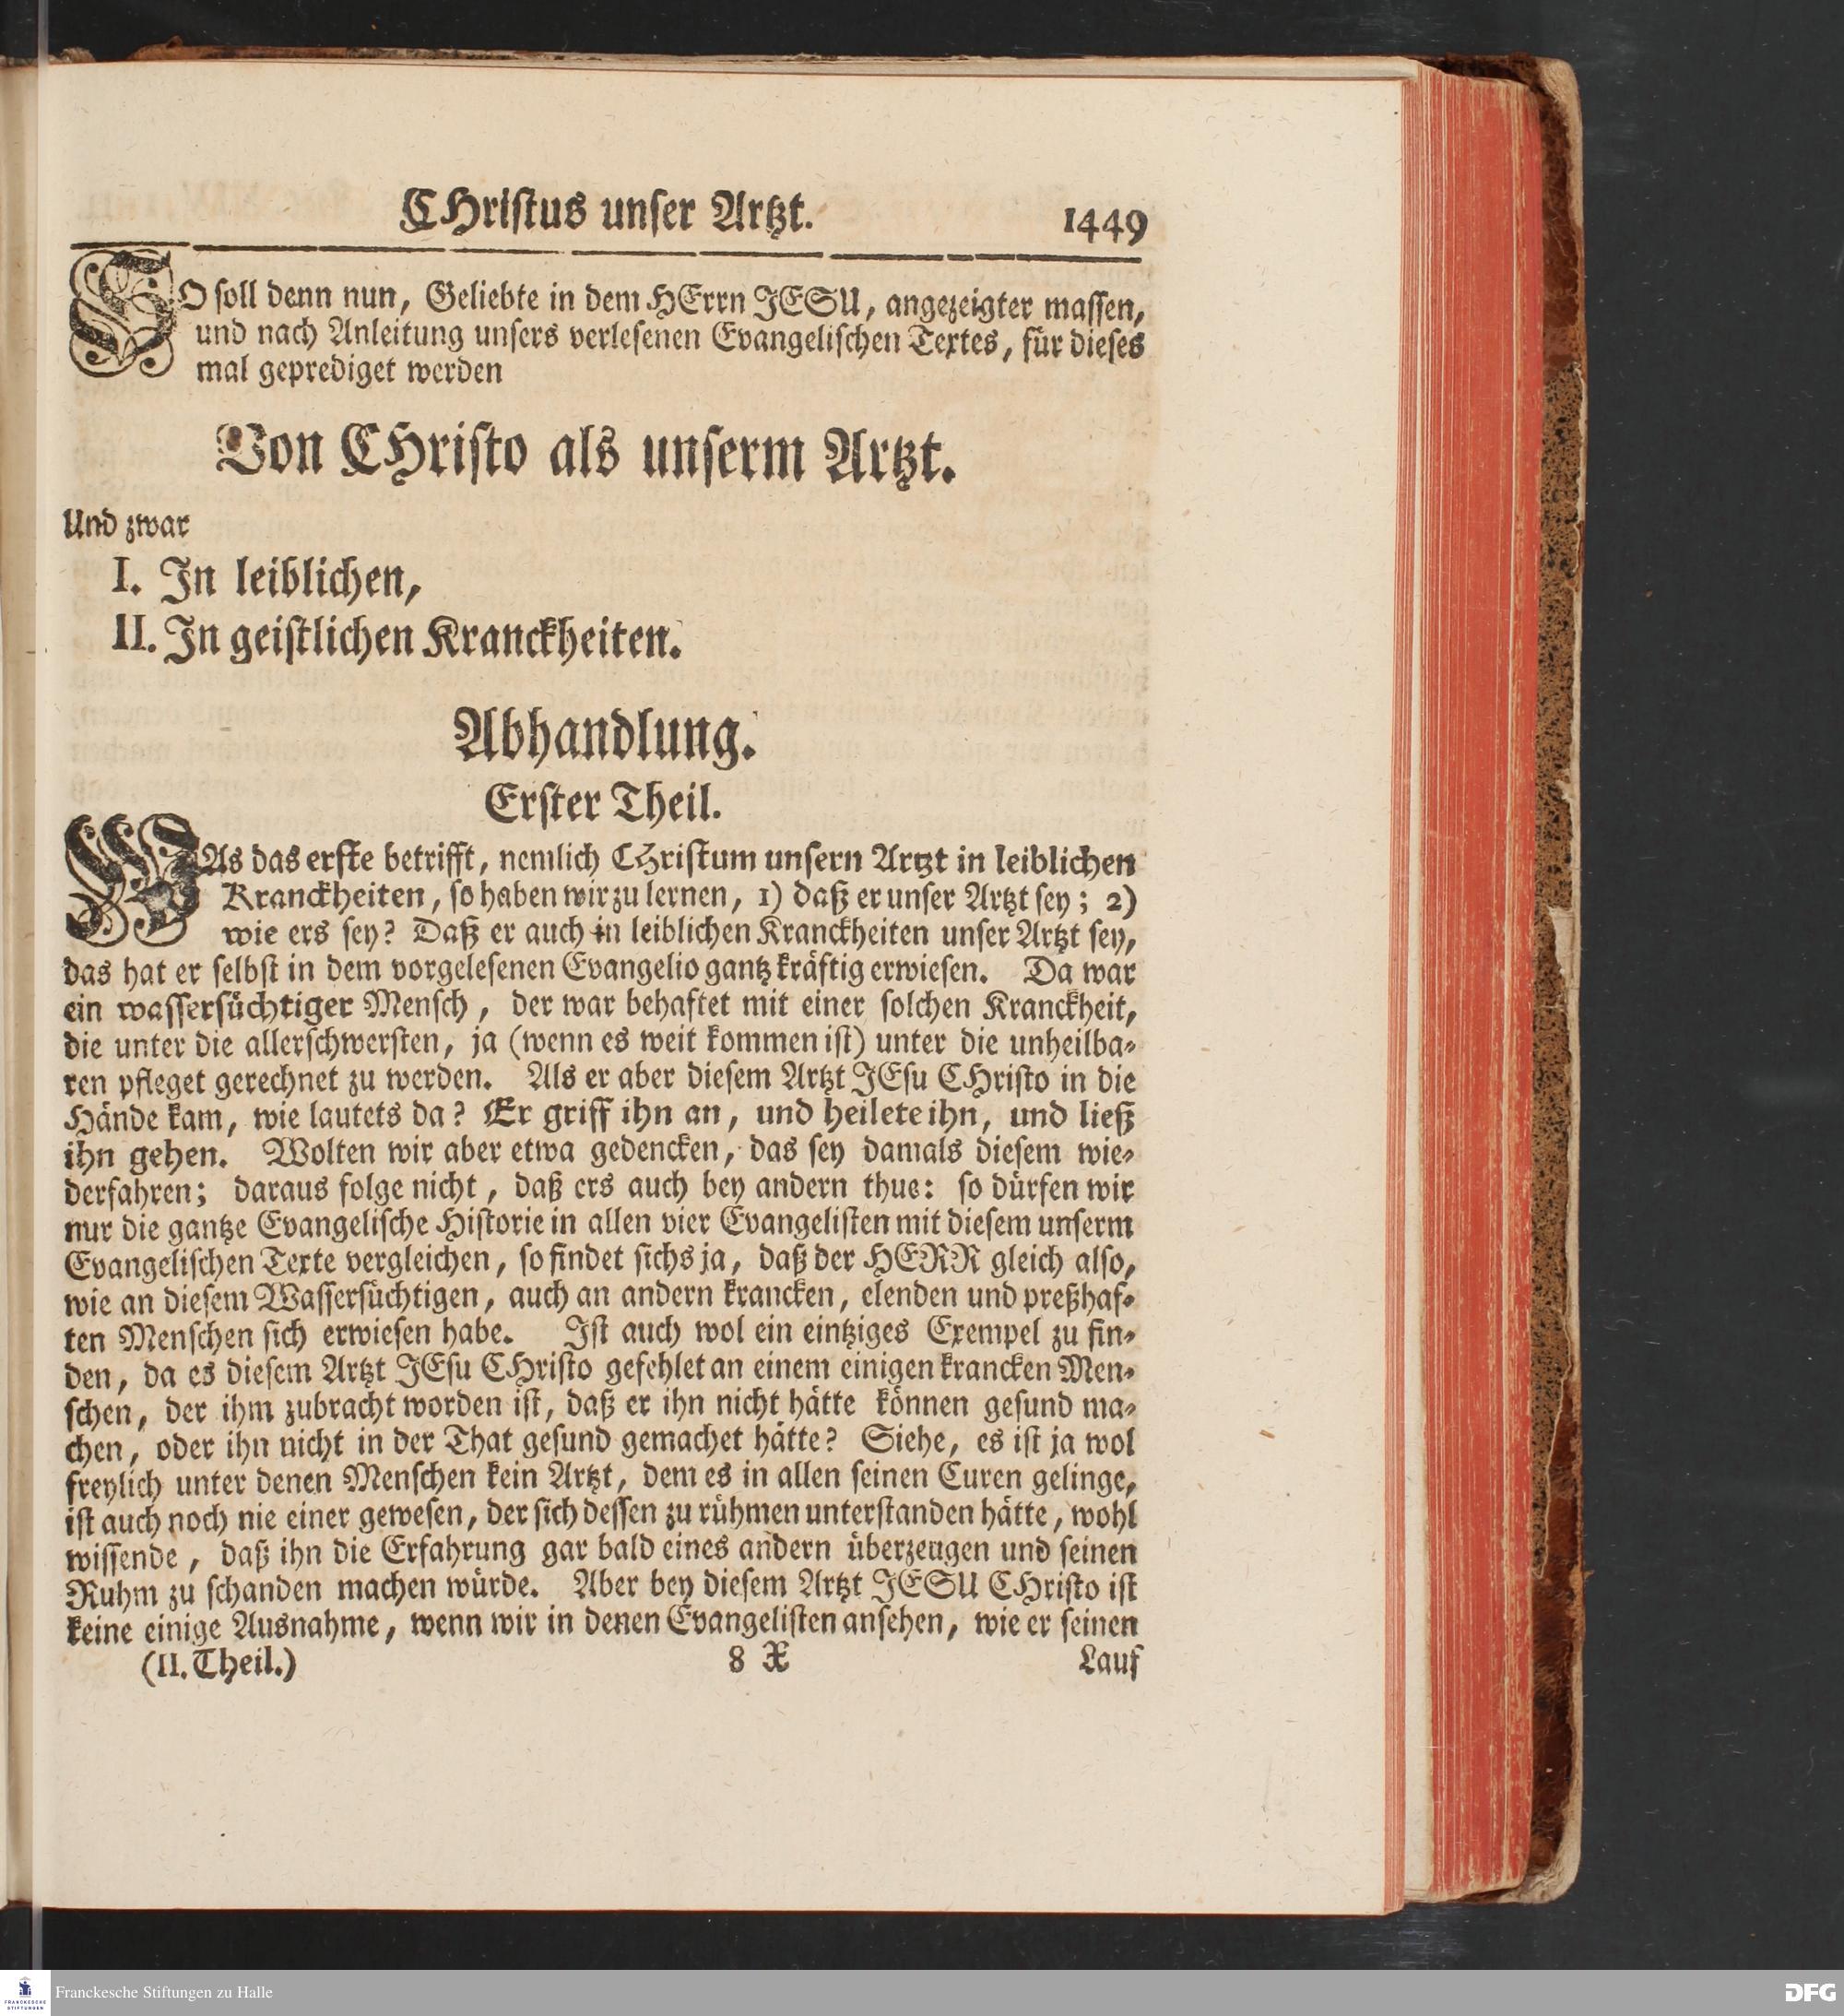 CHristus unser Artzt. 1449
SO soll denn nun, Geliebte in dem HErrn JESU, angezeigter massen,
und nach Anleitung unsers verlesenen Evangelischen Textes, für dieses
mal geprediget werden
Von CHristo als unserm Artzt.
Und zwar
I. In leiblichen,
II. In geistlichen Kranckheiten.
Abhandlung.
Erster Theil.
WAs das erste betrifft, nemlich CHristum unsern Artzt in leiblichen
Kranckheiten, so haben wir zu lernen, 1) daß er unser Artzt sey; 2)
wie ers sey? Daß er auch in leiblichen Kranckheiten unser Artzt sey,
das hat er selbst in dem vorgelesenen Evangelio gantz kräftig erwiesen. Da war
ein wassersüchtiger Mensch, der war behaftet mit einer solchen Kranckheit,
die unter die allerschwersten, ja (wenn es weit kommen ist) unter die unheilba-
ren pfleget gerechnet zu werden. Als er aber diesem Artzt JEsu CHristo in die
Hände kam, wie lautets da? Er griff ihn an, und heilete ihn, und ließ
ihn gehen. Wolten wir aber etwa gedencken, das sey damals diesem wie-
derfahren; daraus folge nicht, daß ers auch bey andern thue: so dürfen wir
nur die gantze Evangelische Historie in allen vier Evangelisten mit diesem unserm
Evangelischen Texte vergleichen, so findet sichs ja, daß der HERR gleich also,
wie an diesem Wassersüchtigen, auch an andern krancken, elenden und preßhaf-
ten Menschen sich erwiesen habe. Ist auch wol ein eintziges Exempel zu fin-
den, da es diesem Artzt JEsu CHristo gefehlet an einem einigen krancken Men-
schen, der ihm zubracht worden ist, daß er ihn nicht hätte können gesund ma-
chen, oder ihn nicht in der That gesund gemachet hätte? Siehe, es ist ja wol
freylich unter denen Menschen kein Artzt, dem es in allen seinen Curen gelinge,
ist auch noch nie einer gewesen, der sich dessen zu rühmen unterstanden hätte, wohl
wissende, daß ihn die Erfahrung gar bald eines andern überzeugen und seinen
Ruhm zu schanden machen würde. Aber bey diesem Artzt JESU CHristo ist
keine einige Ausnahme, wenn wir in denen Evangelisten ansehen, wie er seinen
(II. Theil.) 8 X Lauf
FRANCKESCHE STIFTUNGEN Franckesche Stiftungen zu Halle DFG